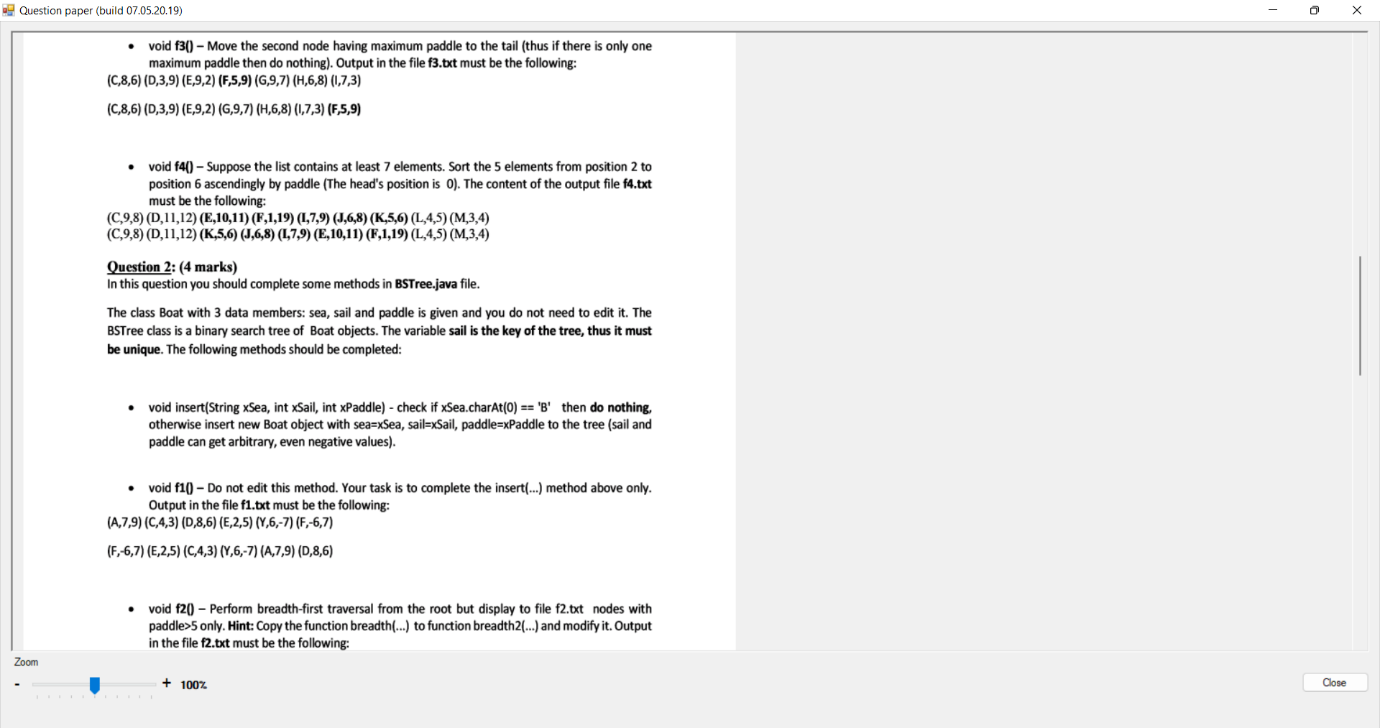 Question paper (build 07.05.20.19)
• void f3() – Move the second node having maximum paddle to the tail (thus if there is only one
maximum paddle then do nothing). Output in the file f3.txt must be the following:
(C,8,6) (D,3,9) (E,9,2) (F,5,9) (G,9,7) (H,6,8) (I,7,3)
(C,8,6) (D,3,9) (E,9,2) (G,9,7) (H,6,8) (I,7,3) (F,5,9)
• void f4() – Suppose the list contains at least 7 elements. Sort the 5 elements from position 2 to
position 6 ascendingly by paddle (The head's position is 0). The content of the output file f4.txt
must be the following:
(C,9,8) (D,11,12) (E,10,11) (F,1,19) (I,7,9) (J,6,8) (K,5,6) (L,4,5) (M,3,4)
(C,9,8) (D,11,12) (K,5,6) (J,6,8) (I,7,9) (E,10,11) (F,1,19) (L,4,5) (M,3,4)
Question 2: (4 marks)
In this question you should complete some methods in BSTree.java file.
The class Boat with 3 data members: sea, sail and paddle is given and you do not need to edit it. The
BSTree class is a binary search tree of Boat objects. The variable sail is the key of the tree, thus it must
be unique. The following methods should be completed:
• void insert(String xSea, int xSail, int xPaddle) - check if xSea.charAt(0) == 'B' then do nothing,
otherwise insert new Boat object with sea=xSea, sail=xSail, paddle=xPaddle to the tree (sail and
paddle can get arbitrary, even negative values).
• void f1() – Do not edit this method. Your task is to complete the insert(...) method above only.
Output in the file f1.txt must be the following:
(A,7,9) (C,4,3) (D,8,6) (E,2,5) (Y,6,-7) (F,-6,7)
(F,-6,7) (E,2,5) (C,4,3) (Y,6,-7) (A,7,9) (D,8,6)
• void f2() – Perform breadth-first traversal from the root but display to file f2.txt nodes with
paddle>5 only. Hint: Copy the function breadth(...) to function breadth2(...) and modify it. Output
in the file f2.txt must be the following:
Zoom
- + 100%
Close